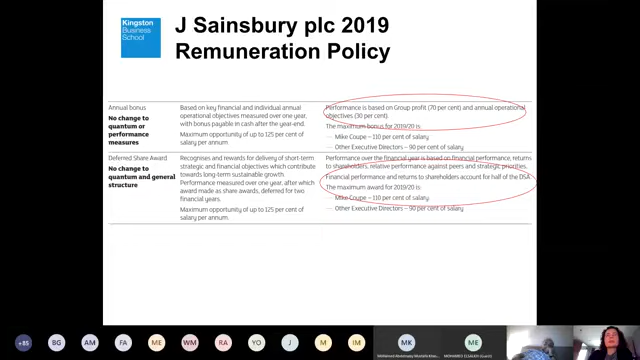 Kingston
Business
School
J Sainsbury plc 2019
Remuneration Policy
Annual bonus
No change to
quantum or
performance
measures
Based on key financial and individual annual
operational objectives measured over one year,
with bonus payable in cash after the year-end.
Maximum opportunity of up to 125 per cent of
salary per annum.
Performance is based on Group profit (70 per cent) and annual operational
objectives (30 per cent).
The maximum bonus for 2019/20 is:
— Mike Coupe – 110 per cent of salary
— Other Executive Directors – 90 per cent of salary
Deferred Share Award
No change to
quantum and general
structure
Recognises and rewards for delivery of short-term
strategic and financial objectives which contribute
towards long-term sustainable growth.
Performance measured over one year, after which
award made as share awards, deferred for two
financial years.
Maximum opportunity of up to 125 per cent of
salary per annum.
Performance over the financial year is based on financial performance, returns
to shareholders, relative performance against peers and strategic priorities.
Financial performance and returns to shareholders account for half of the DSA.
The maximum award for 2019/20 is:
— Mike Coupe – 110 per cent of salary
— Other Executive Directors – 90 per cent of salary
+85
BG
AM
FA
ME
WM
RA
YO
J
M
IM
MK
ME
MOHAMED ELSALEH (Guest)